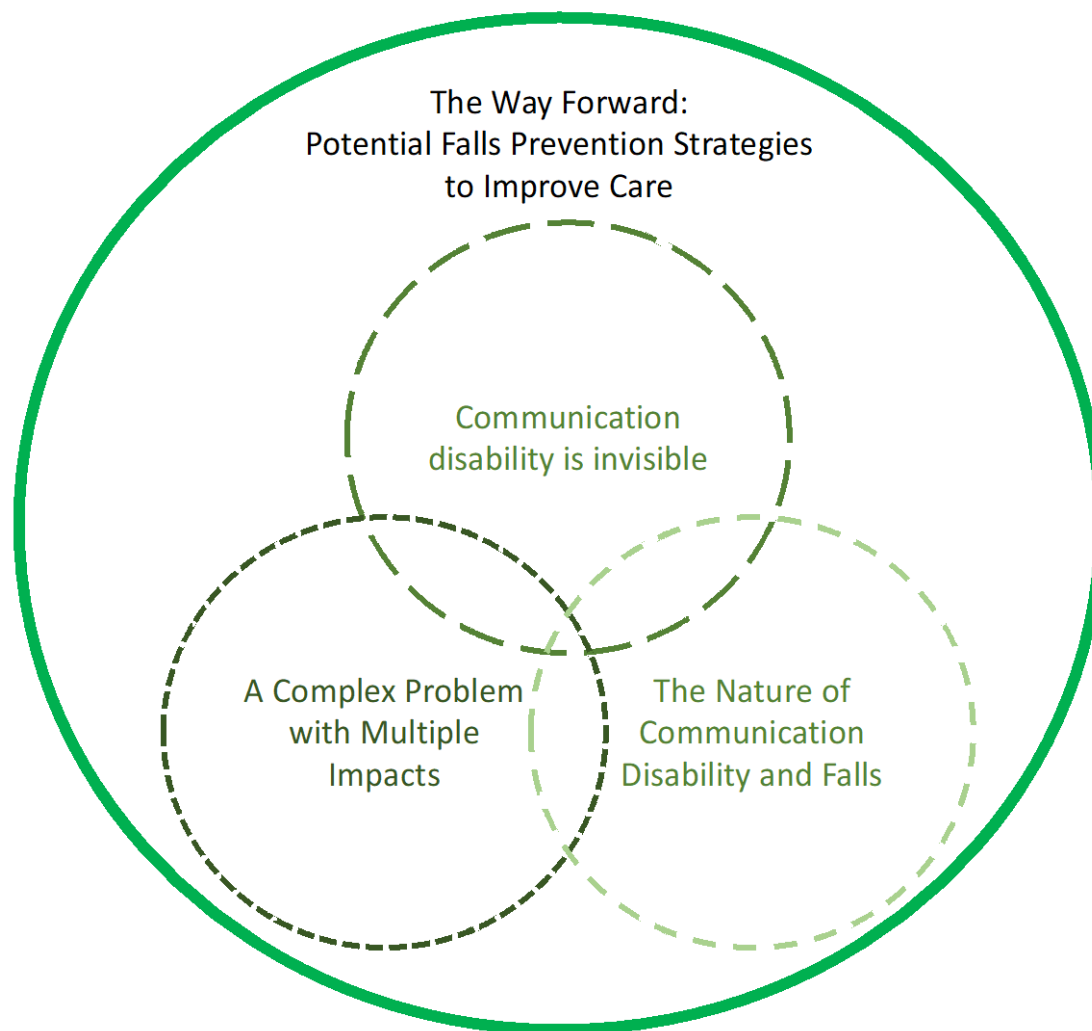 The Way Forward:
Potential Falls Prevention Strategies
to Improve Care
Communication
disability is invisible
A Complex Problem
with Multiple
Impacts
The Nature of
Communication
Disability and Falls